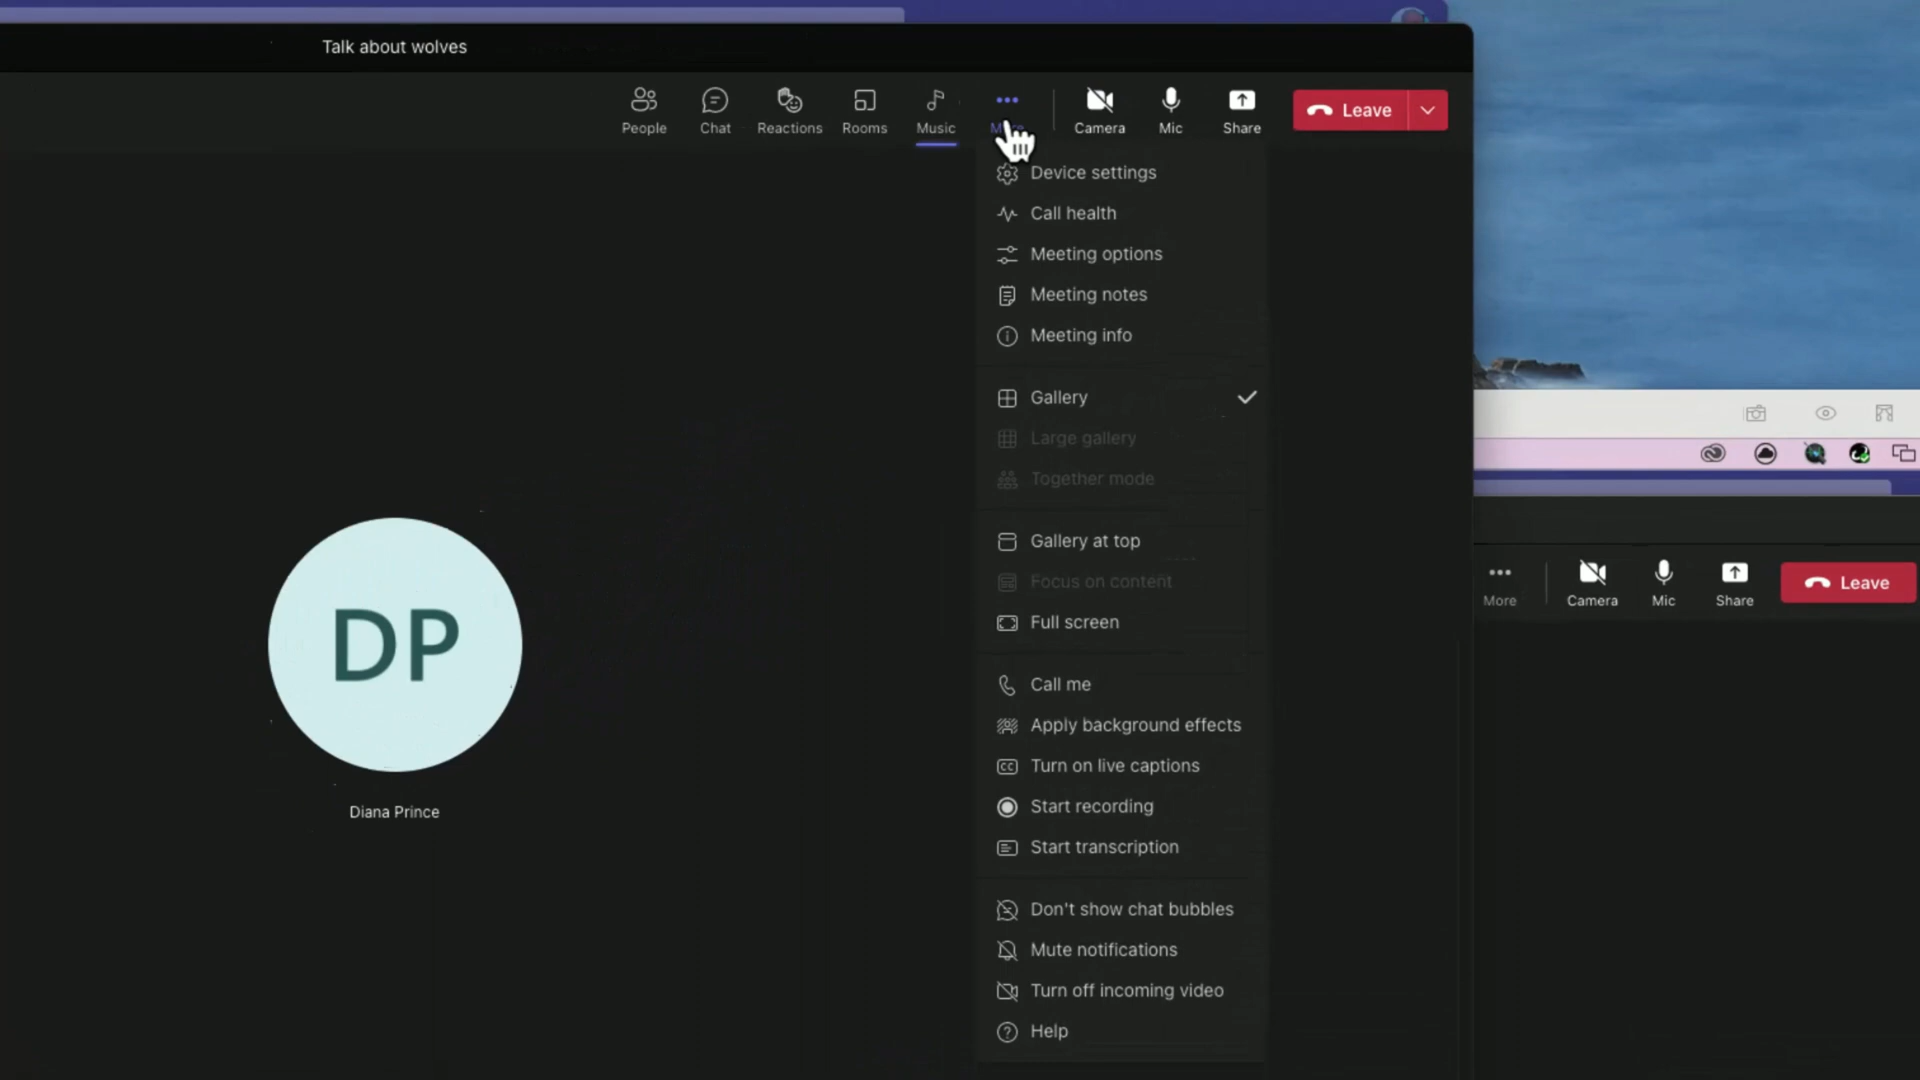 Talk about wolves
People
Chat
Reactions
Rooms
Music
Camera
Mic
Share
Leave
Device settings
Call health
Meeting options
Meeting notes
Meeting info
Gallery
Large gallery
Together mode
Gallery at top
Focus on content
Full screen
Call me
Apply background effects
CC Turn on live captions
Start recording
Start transcription
Don't show chat bubbles
Mute notifications
Turn off incoming video
Help
DP
Diana Prince
More
Camera
Mic
Share
Leave